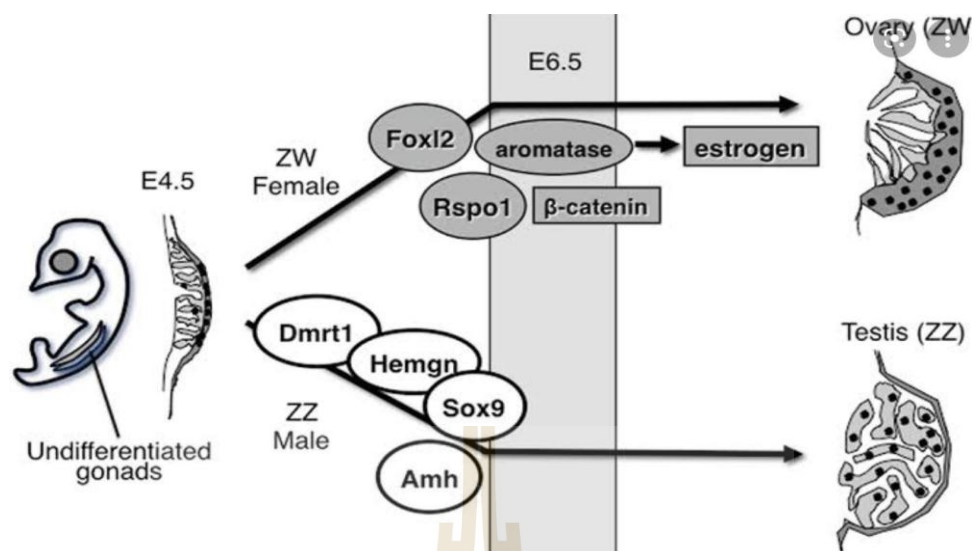 Ovary (ZW
E6.5
Foxl2
aromatase
estrogen
ZW
Female
E4.5
Rspo1
β-catenin
Dmrt1
Hemgn
Sox9
Testis (ZZ)
ZZ
Male
Amh
Undifferentiated
gonads